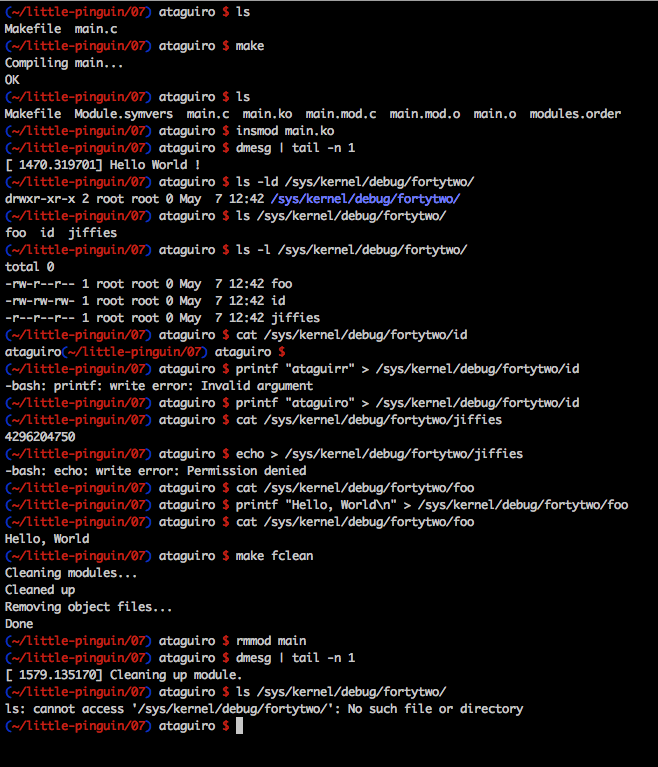 (~/little-pinguin/07) ataguiro $ ls
Makefile  main.c
(~/little-pinguin/07) ataguiro $ make
Compiling main...
OK
(~/little-pinguin/07) ataguiro $ ls
Makefile  Module.symvers  main.c  main.ko  main.mod.c  main.mod.o  main.o  modules.order
(~/little-pinguin/07) ataguiro $ insmod main.ko
(~/little-pinguin/07) ataguiro $ dmesg | tail -n 1
[ 1470.319701] Hello World !
(~/little-pinguin/07) ataguiro $ ls -ld /sys/kernel/debug/fortytwo/
drwxr-xr-x 2 root root 0 May  7 12:42 /sys/kernel/debug/fortytwo/
(~/little-pinguin/07) ataguiro $ ls /sys/kernel/debug/fortytwo/
foo  id  jiffies
(~/little-pinguin/07) ataguiro $ ls -l /sys/kernel/debug/fortytwo/
total 0
-rw-r--r-- 1 root root 0 May  7 12:42 foo
-rw-rw-rw- 1 root root 0 May  7 12:42 id
-r--r--r-- 1 root root 0 May  7 12:42 jiffies
(~/little-pinguin/07) ataguiro $ cat /sys/kernel/debug/fortytwo/id
ataguiro(~/little-pinguin/07) ataguiro $
(~/little-pinguin/07) ataguiro $ printf "ataguirr" > /sys/kernel/debug/fortytwo/id
-bash: printf: write error: Invalid argument
(~/little-pinguin/07) ataguiro $ printf "ataguiro" > /sys/kernel/debug/fortytwo/id
(~/little-pinguin/07) ataguiro $ cat /sys/kernel/debug/fortytwo/jiffies
4296204750
(~/little-pinguin/07) ataguiro $ echo > /sys/kernel/debug/fortytwo/jiffies
-bash: echo: write error: Permission denied
(~/little-pinguin/07) ataguiro $ cat /sys/kernel/debug/fortytwo/foo
(~/little-pinguin/07) ataguiro $ printf "Hello, World\n" > /sys/kernel/debug/fortytwo/foo
(~/little-pinguin/07) ataguiro $ cat /sys/kernel/debug/fortytwo/foo
Hello, World
(~/little-pinguin/07) ataguiro $ make fclean
Cleaning modules...
Cleaned up
Removing object files...
Done
(~/little-pinguin/07) ataguiro $ rmmod main
(~/little-pinguin/07) ataguiro $ dmesg | tail -n 1
[ 1579.135170] Cleaning up module.
(~/little-pinguin/07) ataguiro $ ls /sys/kernel/debug/fortytwo/
ls: cannot access '/sys/kernel/debug/fortytwo/': No such file or directory
(~/little-pinguin/07) ataguiro $